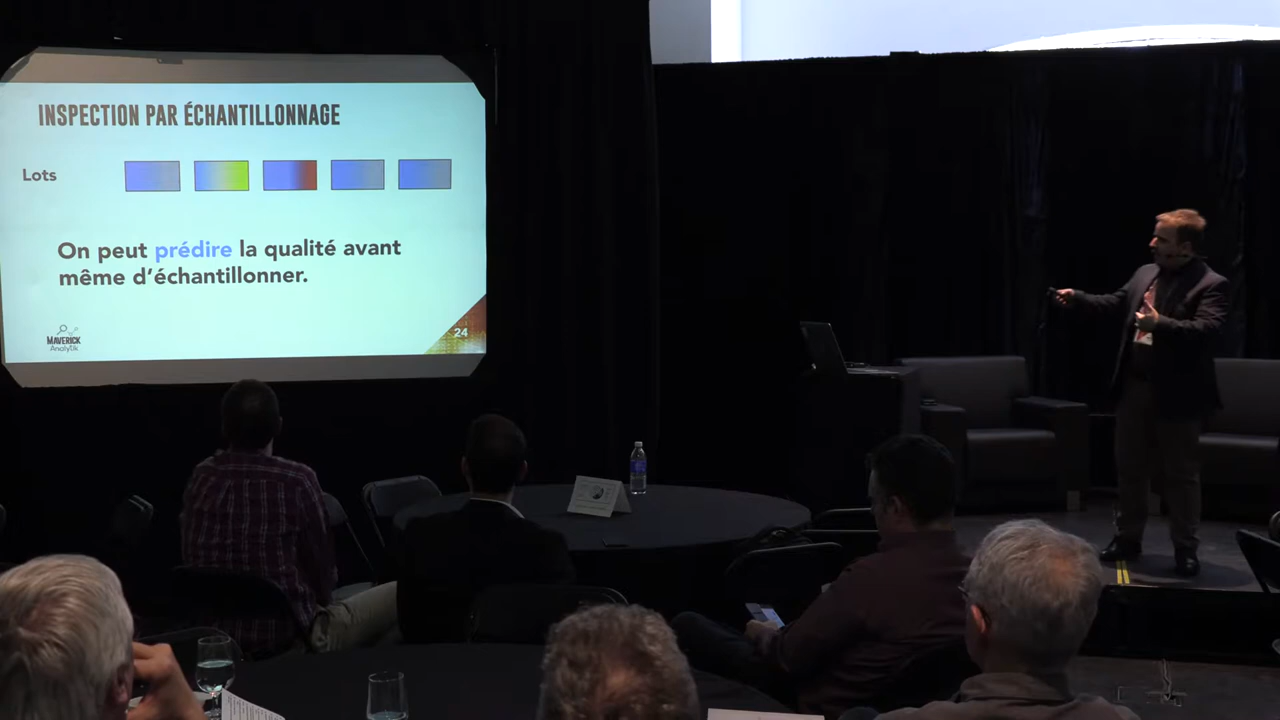 INSPECTION PAR ÉCHANTILLONNAGE
Lots
On peut prédire la qualité avant
même d'échantillonner.
MAVERICK
Analytik
24